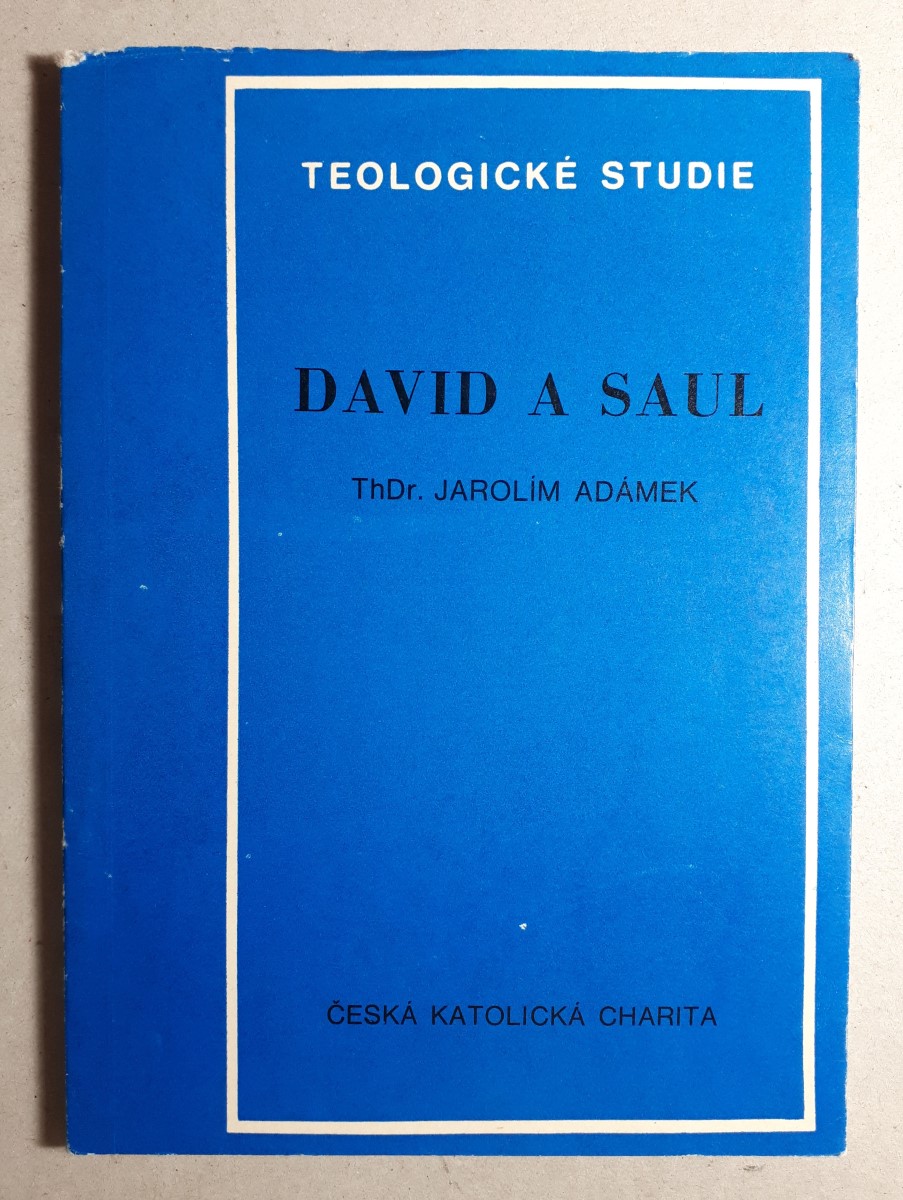 TEOLOGICKÉ STUDIE
DAVID A SAUL
ThDr. JAROLÍM ADÁMEK
ČESKÁ KATOLICKÁ CHARITA